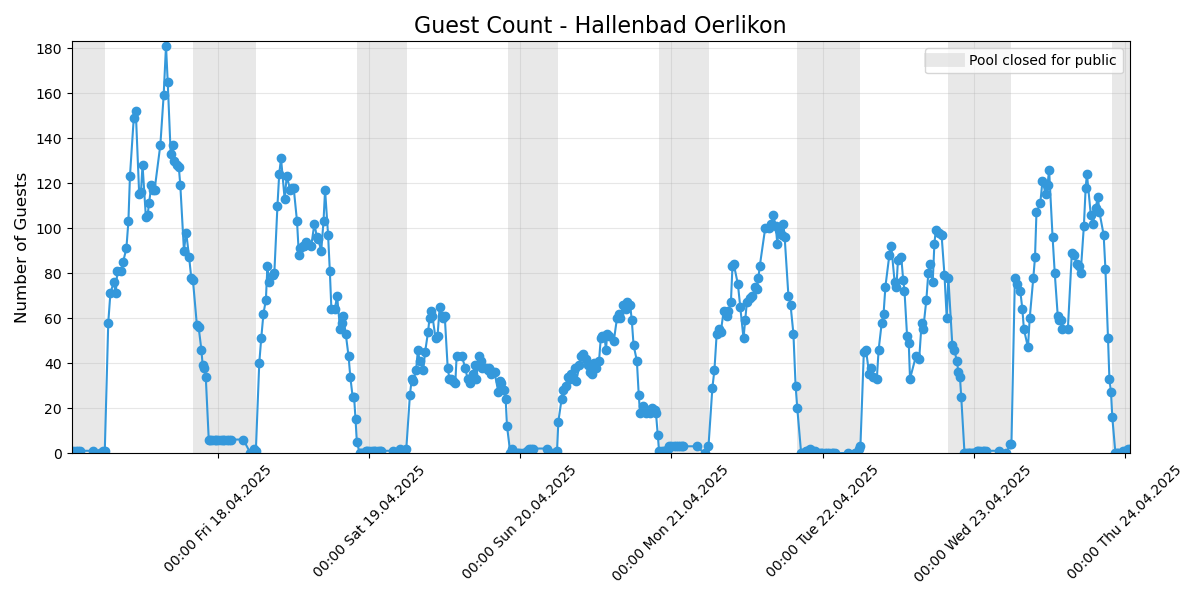 Guest Count - Hallenbad Oerlikon
Pool closed for public
Number of Guests
180
160
140
120
100
80
60
40
20
0
00:00 Fri 18.04.2025
00:00 Sat 19.04.2025
00:00 Sun 20.04.2025
00:00 Mon 21.04.2025
00:00 Tue 22.04.2025
00:00 Wed 23.04.2025
00:00 Thu 24.04.2025